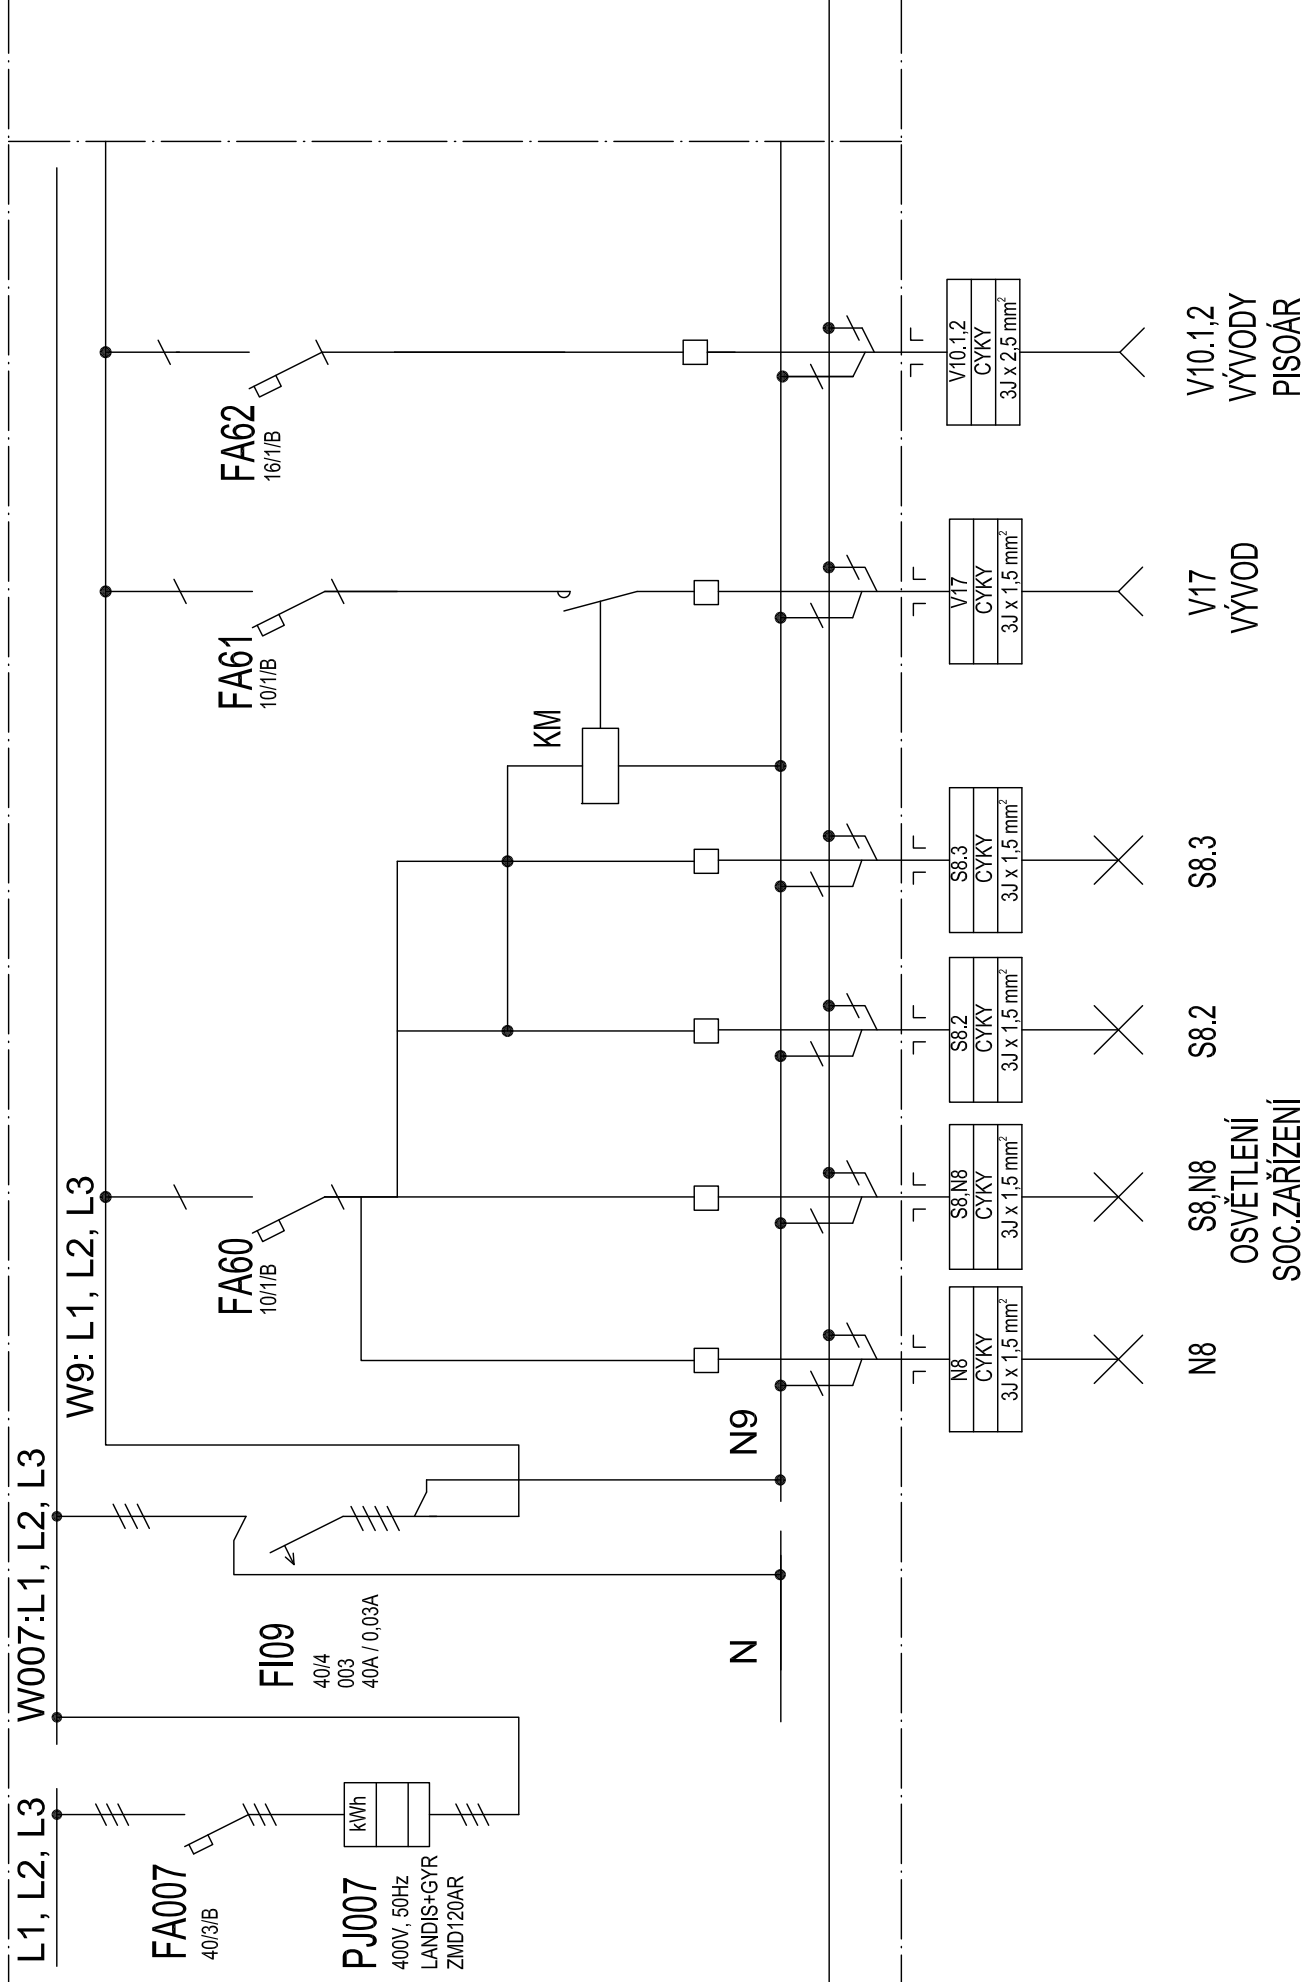 L1, L2, L3
FA007
40/3/B
PJ007
400V, 50Hz
LANDIS+GYR
ZMD120AR
kWh
W007:L1, L2, L3
FI09
40/4
003
40A / 0,03A
N
N9
W9: L1, L2, L3
FA60
10/1/B
KM
FA61
10/1/B
FA62
16/1/B
N8
CYKY
3J x 1,5 mm²
S8,N8
CYKY
3J x 1,5 mm²
S8.2
CYKY
3J x 1,5 mm²
S8.3
CYKY
3J x 1,5 mm²
V17
CYKY
3J x 1,5 mm²
V10.1,2
CYKY
3J x 2,5 mm²
N8
S8,N8
OSVĚTLENÍ
SOC.ZAŘÍZENÍ
S8.2
S8.3
V17
VÝVOD
V10.1,2
VÝVODY
PISOÁR